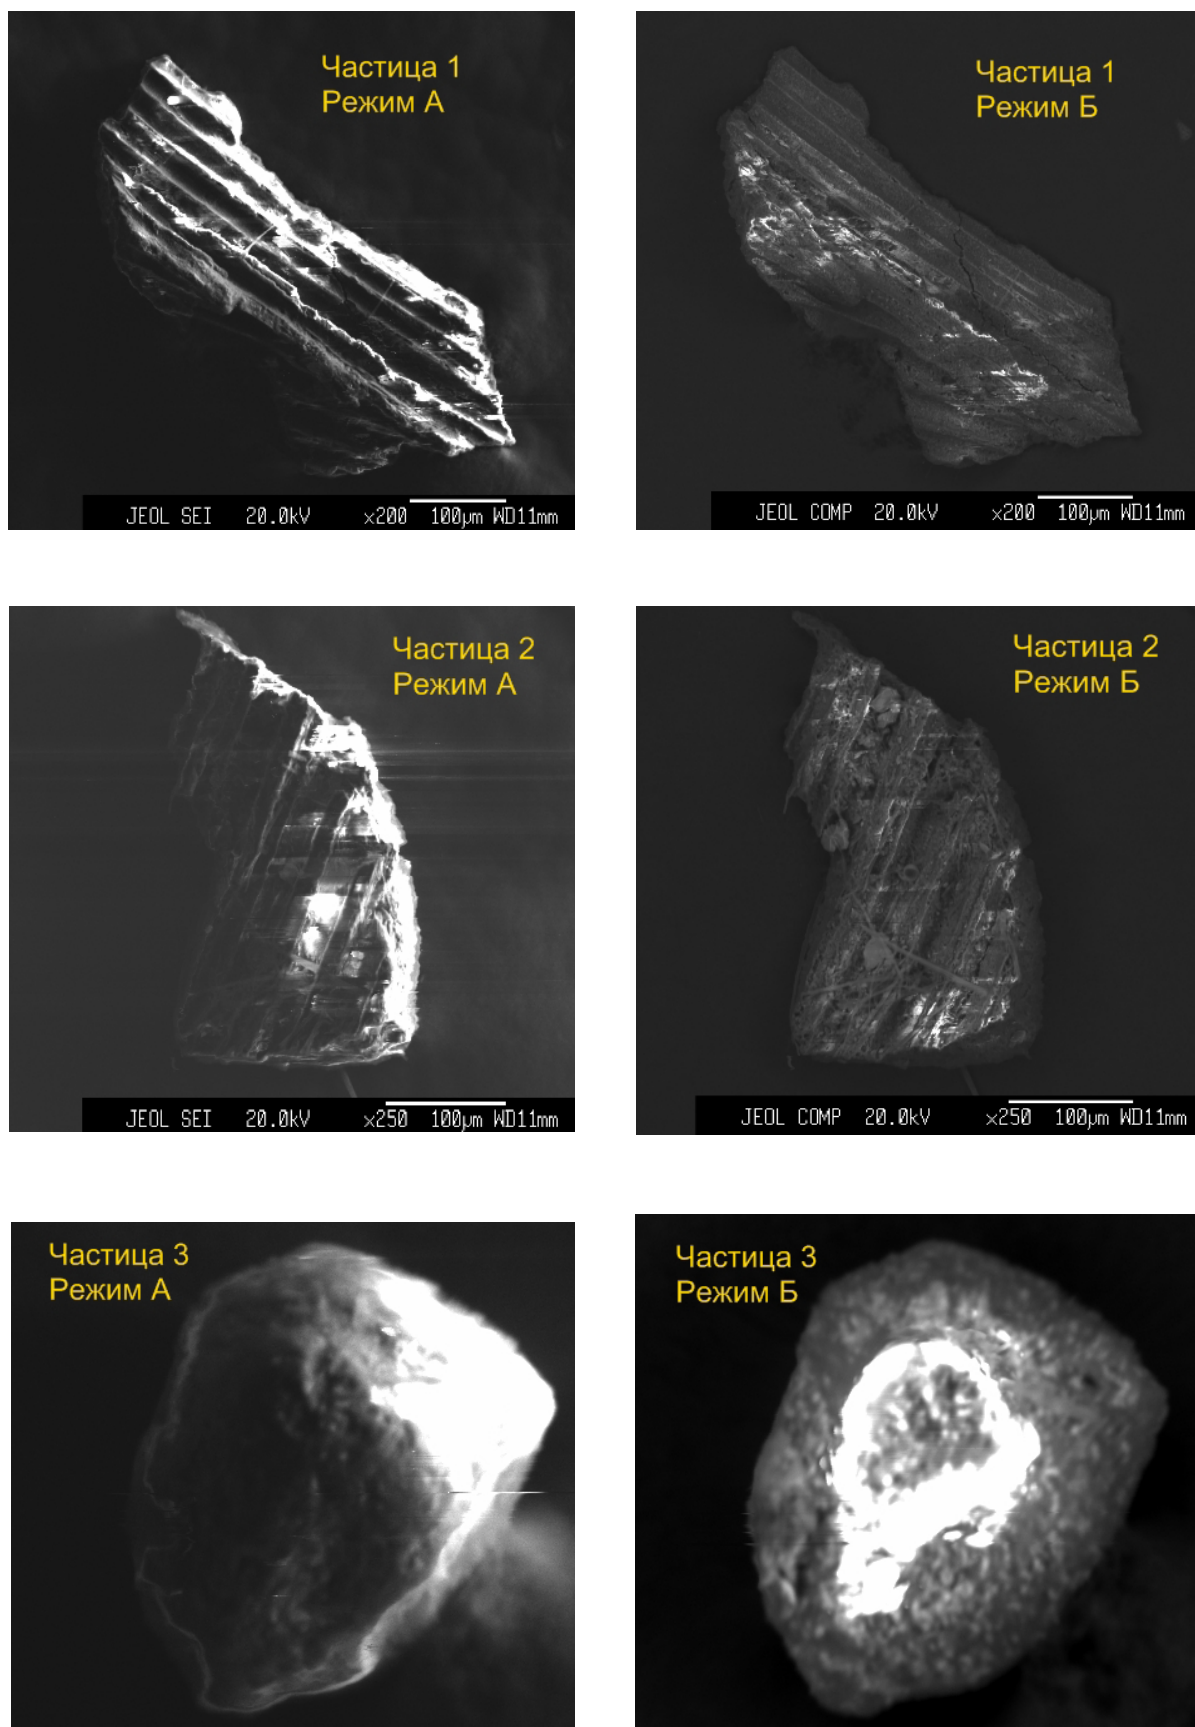 Частица 1
Режим А
Частица 1
Режим Б
JEOL SEI 20.0kV x200 100µm WD11mm
JEOL COMP 20.0kV x200 100µm WD11mm
Частица 2
Режим А
Частица 2
Режим Б
JEOL SEI 20.0kV x250 100µm WD11mm
JEOL COMP 20.0kV x250 100µm WD11mm
Частица 3
Режим А
Частица 3
Режим Б